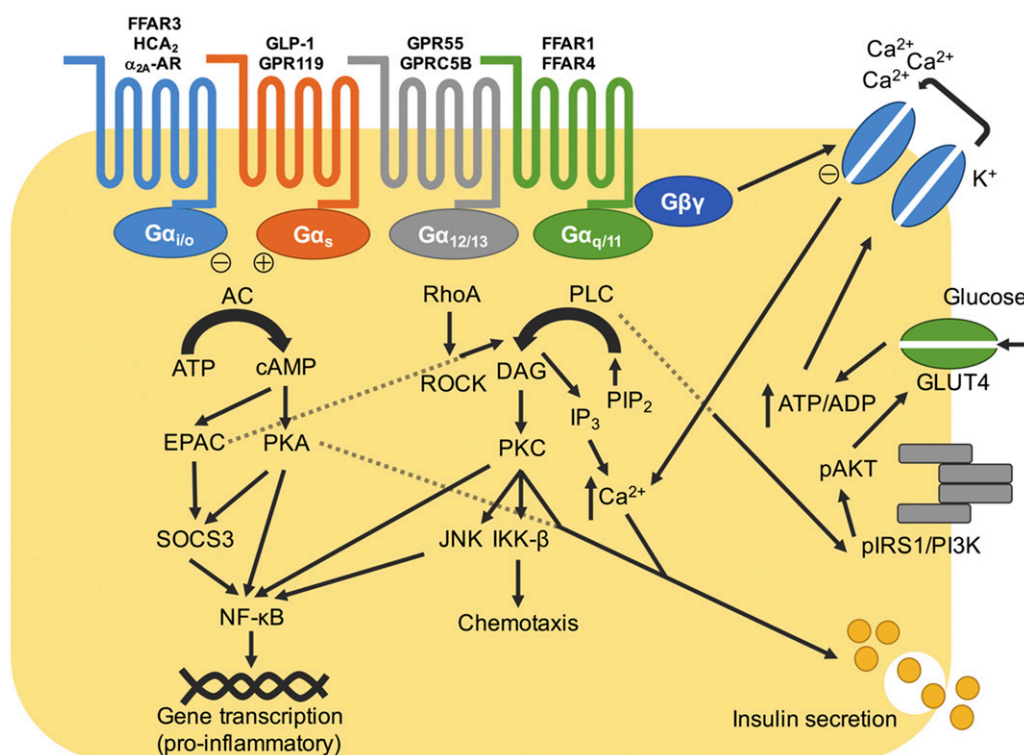 FFAR3
HCA₂
α₂A-AR
GLP-1
GPR119
GPR55
GPRC5B
FFAR1
FFAR4
Ca²⁺
Ca²⁺
Ca²⁺
K⁺
Gαi/o
Gαs
Gα12/13
Gαq/11
Gβγ
−
+
−
AC
ATP
cAMP
RhoA
ROCK
PLC
DAG
PIP₂
IP₃
Glucose
GLUT4
ATP/ADP
EPAC
PKA
PKC
Ca²⁺
pAKT
SOCS3
JNK
IKK-β
pIRS1/PI3K
NF-κB
Chemotaxis
Gene transcription
(pro-inflammatory)
Insulin secretion